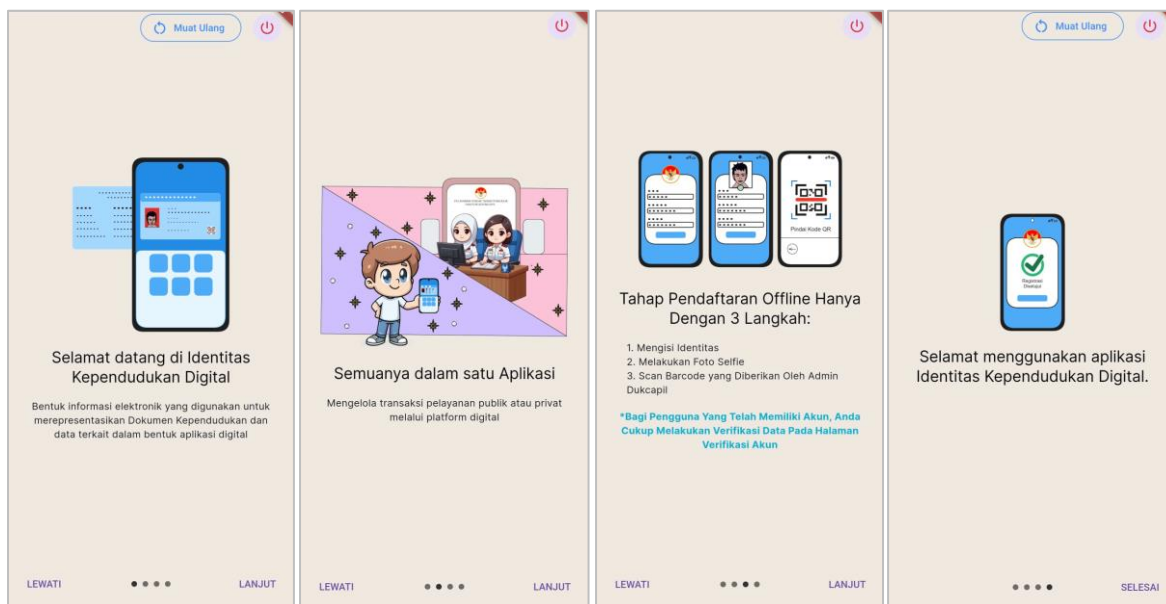 Muat Ulang
Selamat datang di Identitas
Kependudukan Digital
Bentuk informasi elektronik yang digunakan untuk
merepresentasikan Dokumen Kependudukan dan
data terkait dalam bentuk aplikasi digital
LEWATI
LANJUT
Semuanya dalam satu Aplikasi
Mengelola transaksi pelayanan publik atau privat
melalui platform digital
LEWATI
LANJUT
Pindai Kode QR
Tahap Pendaftaran Offline Hanya
Dengan 3 Langkah:
1. Mengisi Identitas
2. Melakukan Foto Selfie
3. Scan Barcode yang Diberikan Oleh Admin
Dukcapil
*Bagi Pengguna Yang Telah Memiliki Akun, Anda
Cukup Melakukan Verifikasi Data Pada Halaman
Verifikasi Akun
LEWATI
LANJUT
Muat Ulang
Registrasi
Disetujui
Selamat menggunakan aplikasi
Identitas Kependudukan Digital.
SELESAI